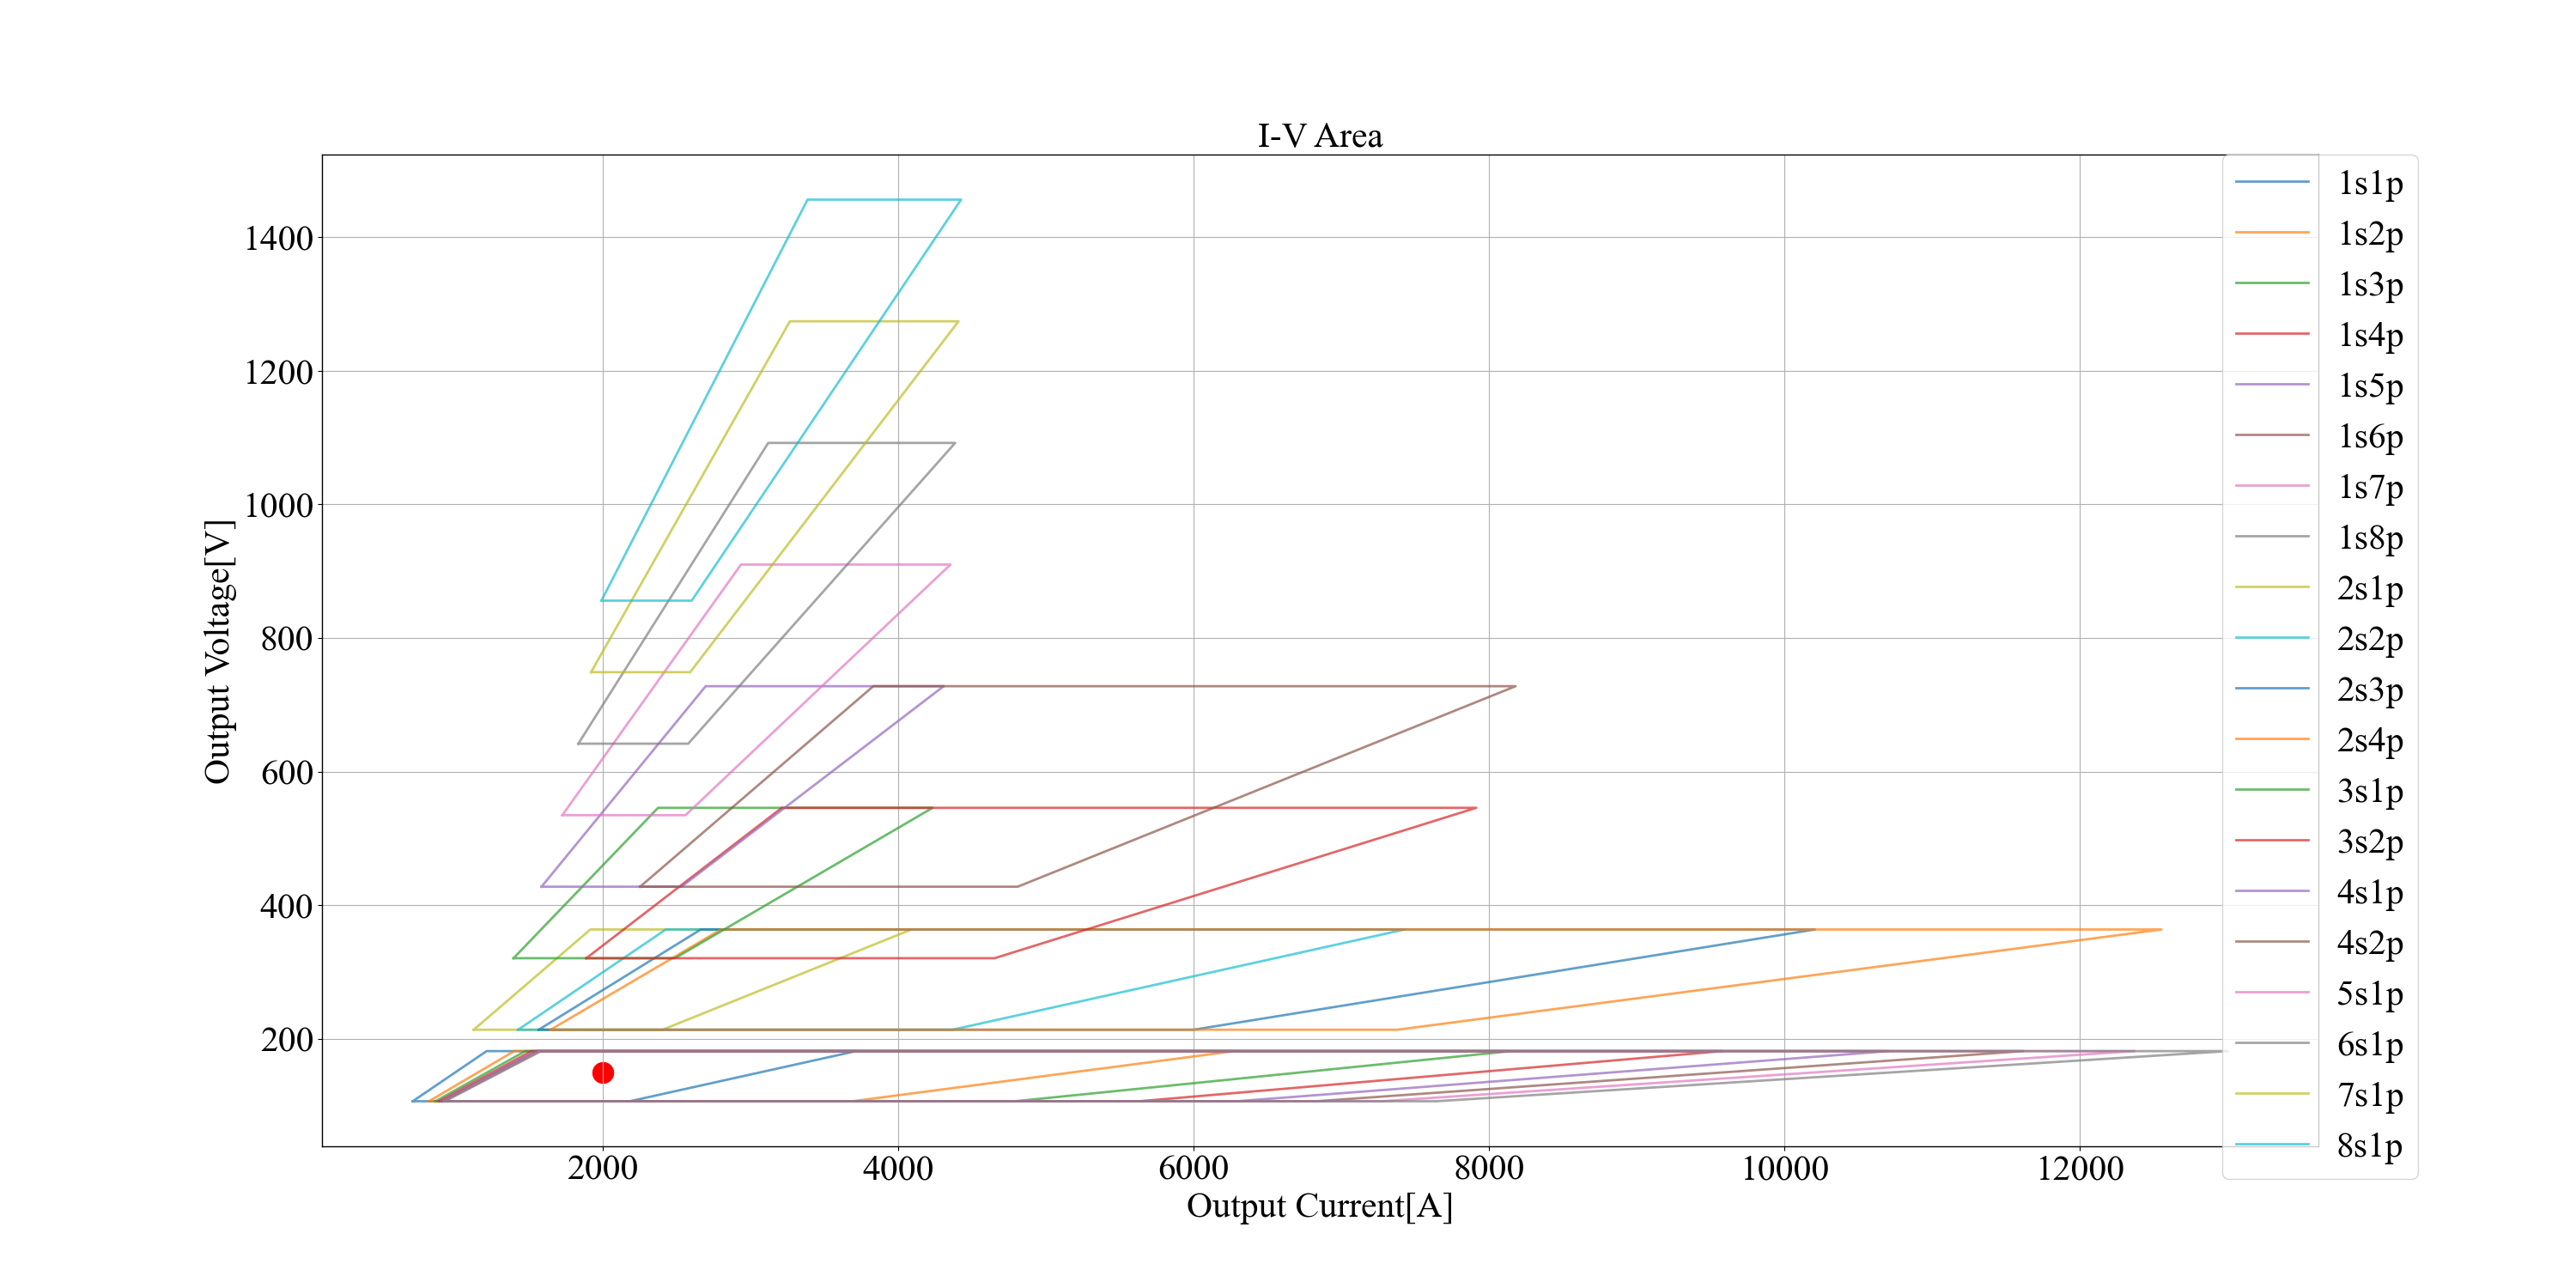 I-V Area
Output Voltage[V]
1400
1200
1000
800
600
400
200
2000
4000
6000
8000
10000
12000
Output Current[A]
1s1p
1s2p
1s3p
1s4p
1s5p
1s6p
1s7p
1s8p
2s1p
2s2p
2s3p
2s4p
3s1p
3s2p
4s1p
4s2p
5s1p
6s1p
7s1p
8s1p